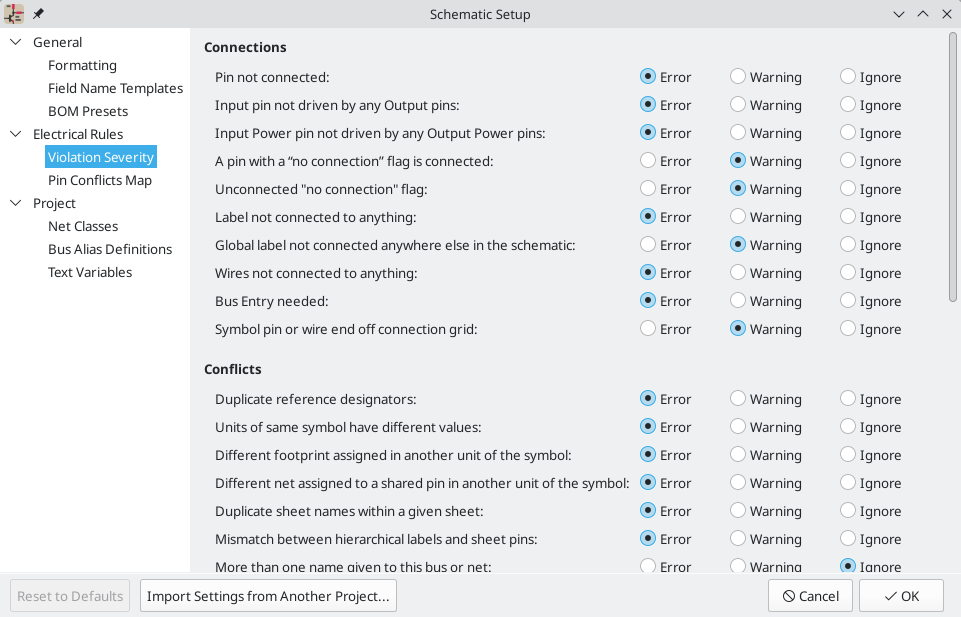 Schematic Setup
General
Formatting
Field Name Templates
BOM Presets
Electrical Rules
Violation Severity
Pin Conflicts Map
Project
Net Classes
Bus Alias Definitions
Text Variables
Connections
Pin not connected: Error Warning Ignore
Input pin not driven by any Output pins: Error Warning Ignore
Input Power pin not driven by any Output Power pins: Error Warning Ignore
A pin with a “no connection” flag is connected: Error Warning Ignore
Unconnected "no connection" flag: Error Warning Ignore
Label not connected to anything: Error Warning Ignore
Global label not connected anywhere else in the schematic: Error Warning Ignore
Wires not connected to anything: Error Warning Ignore
Bus Entry needed: Error Warning Ignore
Symbol pin or wire end off connection grid: Error Warning Ignore
Conflicts
Duplicate reference designators: Error Warning Ignore
Units of same symbol have different values: Error Warning Ignore
Different footprint assigned in another unit of the symbol: Error Warning Ignore
Different net assigned to a shared pin in another unit of the symbol: Error Warning Ignore
Duplicate sheet names within a given sheet: Error Warning Ignore
Mismatch between hierarchical labels and sheet pins: Error Warning Ignore
More than one name given to this bus or net: Error Warning Ignore
Reset to Defaults Import Settings from Another Project... Cancel OK